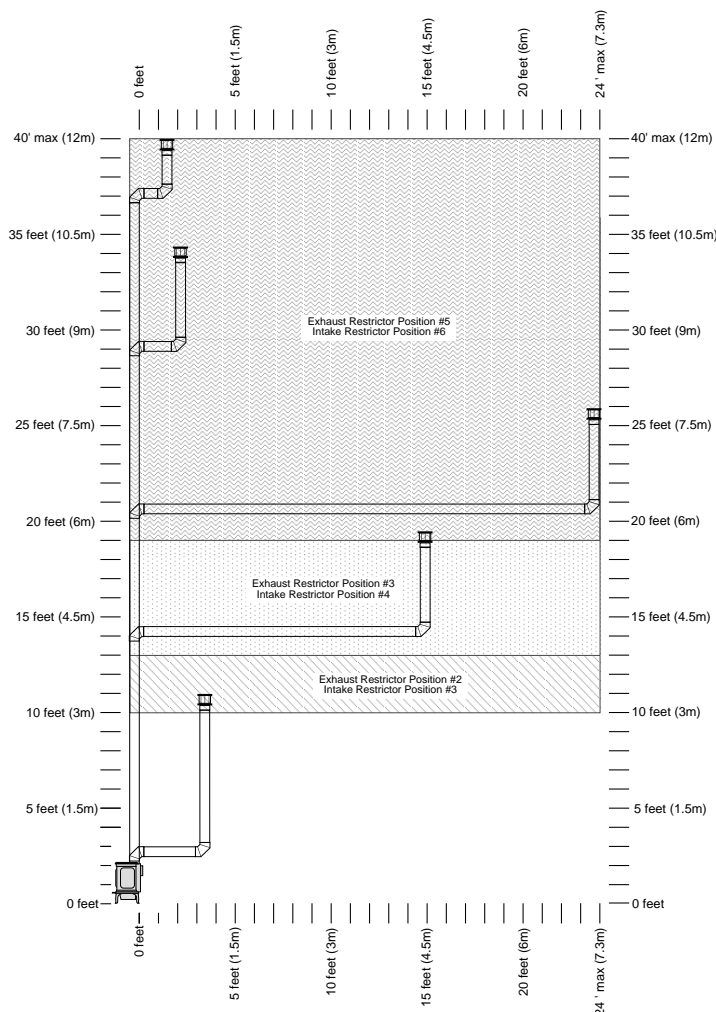 0 feet
5 feet (1.5m)
10 feet (3m)
15 feet (4.5m)
20 feet (6m)
24 ' max (7.3m)
40' max (12m)
40' max (12m)
35 feet (10.5m)
35 feet (10.5m)
Exhaust Restrictor Position #5
Intake Restrictor Position #6
30 feet (9m)
30 feet (9m)
25 feet (7.5m)
25 feet (7.5m)
20 feet (6m)
20 feet (6m)
Exhaust Restrictor Position #3
Intake Restrictor Position #4
15 feet (4.5m)
15 feet (4.5m)
Exhaust Restrictor Position #2
Intake Restrictor Position #3
10 feet (3m)
10 feet (3m)
5 feet (1.5m)
5 feet (1.5m)
0 feet
0 feet
0 feet
5 feet (1.5m)
10 feet (3m)
15 feet (4.5m)
20 feet (6m)
24 ' max (7.3m)